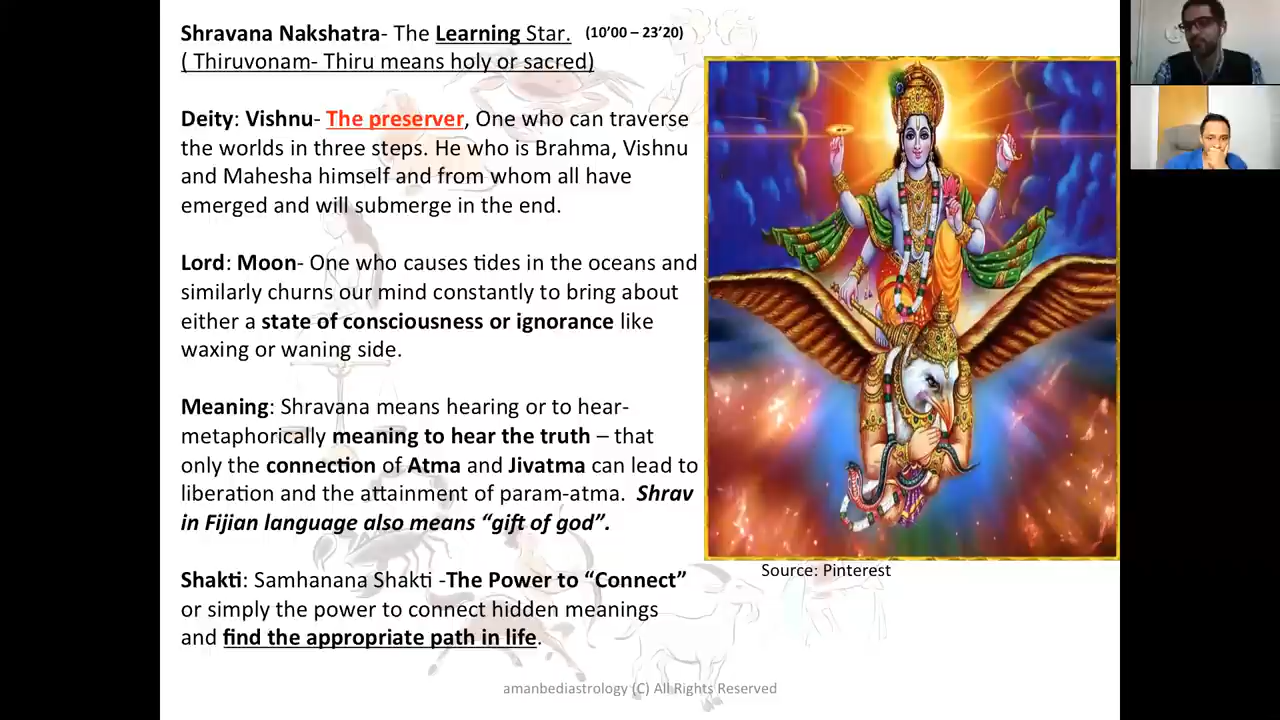 Shravana Nakshatra- The Learning Star. (10’00 – 23’20)
( Thiruvonam- Thiru means holy or sacred)
Deity: Vishnu- The preserver, One who can traverse
the worlds in three steps. He who is Brahma, Vishnu
and Mahesha himself and from whom all have
emerged and will submerge in the end.
Lord: Moon- One who causes tides in the oceans and
similarly churns our mind constantly to bring about
either a state of consciousness or ignorance like
waxing or waning side.
Meaning: Shravana means hearing or to hear-
metaphorically meaning to hear the truth – that
only the connection of Atma and Jivatma can lead to
liberation and the attainment of param-atma. Shrav
in Fijian language also means “gift of god”.
Shakti: Samhanana Shakti -The Power to “Connect”
or simply the power to connect hidden meanings
and find the appropriate path in life.
Source: Pinterest
amanbediastrology (C) All Rights Reserved